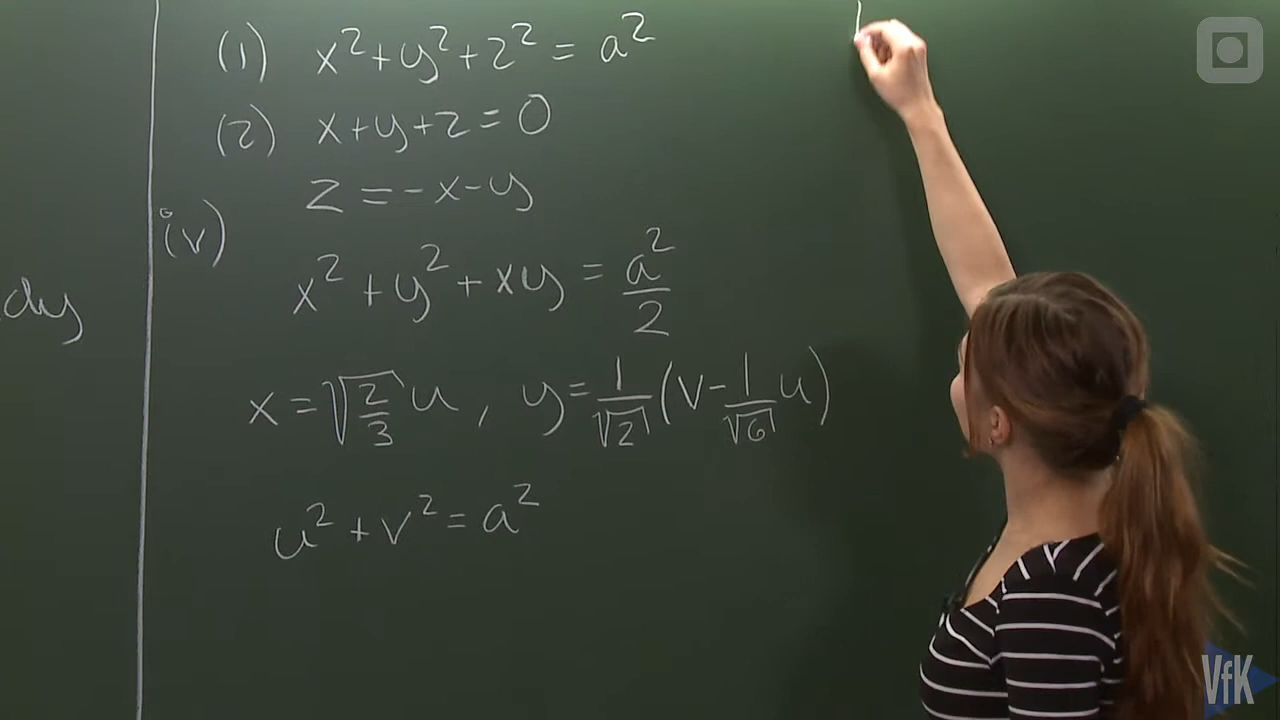 (1) x² + y² + z² = a²
(2) x + y + z = 0
z = -x - y
(iv)
x² + y² + xy = a²/2
dy
x = √(2/3) u , y = 1/√2 (v - 1/√6 u)
u² + v² = a²
VfK